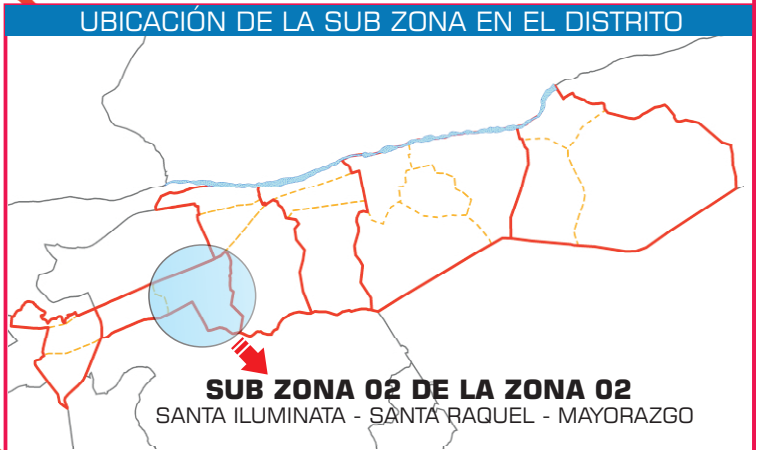 UBICACIÓN DE LA SUB ZONA EN EL DISTRITO
SUB ZONA 02 DE LA ZONA 02
SANTA ILUMINATA - SANTA RAQUEL - MAYORAZGO